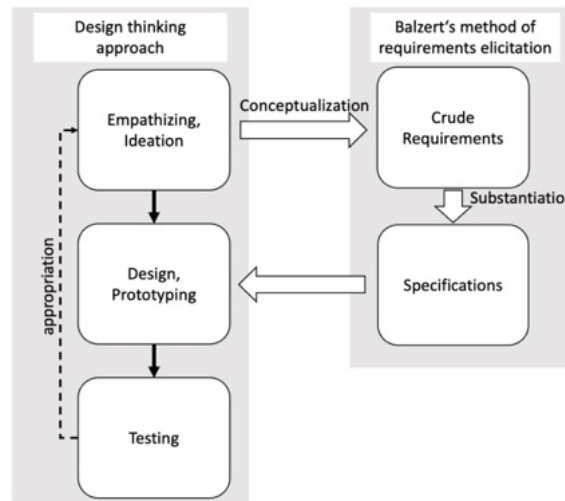 Design thinking
approach
Balzert's method of
requirements elicitation
Empathizing,
Ideation
Conceptualization
Crude
Requirements
Substantiatio
appropriation
Design,
Prototyping
Specifications
Testing